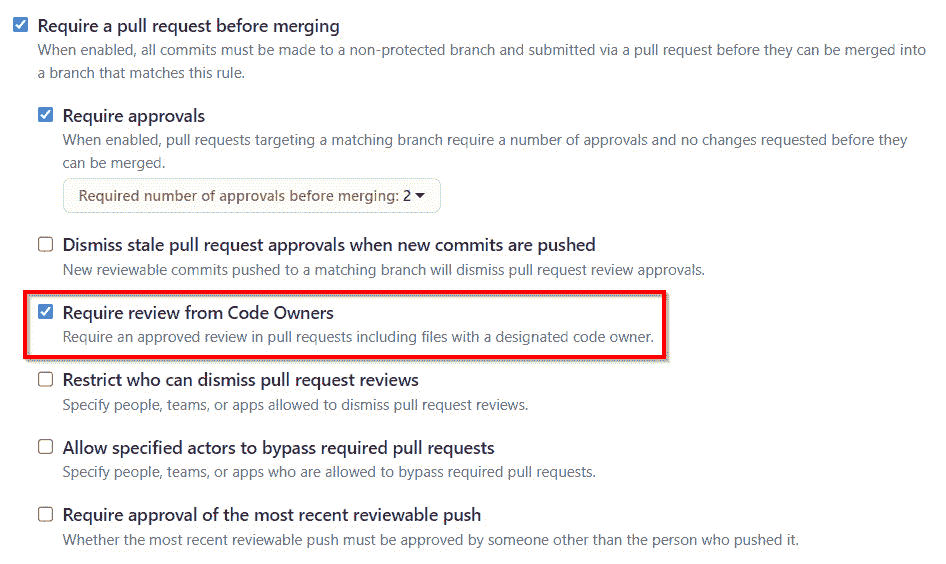 Require a pull request before merging
When enabled, all commits must be made to a non-protected branch and submitted via a pull request before they can be merged into
a branch that matches this rule.
Require approvals
When enabled, pull requests targeting a matching branch require a number of approvals and no changes requested before they
can be merged.
Required number of approvals before merging: 2
Dismiss stale pull request approvals when new commits are pushed
New reviewable commits pushed to a matching branch will dismiss pull request review approvals.
Require review from Code Owners
Require an approved review in pull requests including files with a designated code owner.
Restrict who can dismiss pull request reviews
Specify people, teams, or apps allowed to dismiss pull request reviews.
Allow specified actors to bypass required pull requests
Specify people, teams, or apps who are allowed to bypass required pull requests.
Require approval of the most recent reviewable push
Whether the most recent reviewable push must be approved by someone other than the person who pushed it.